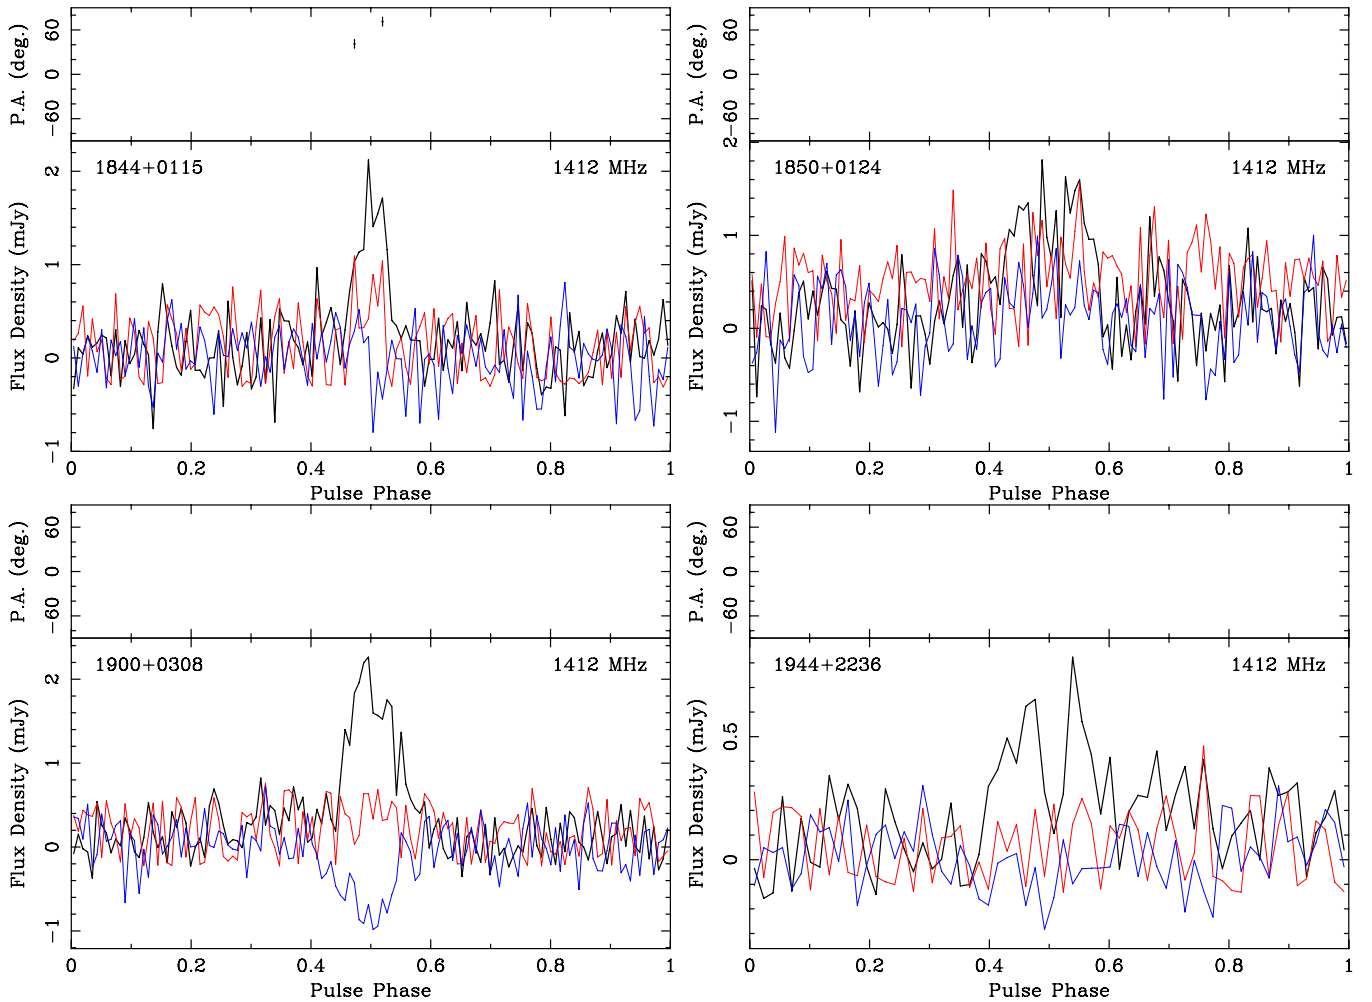 P.A. (deg.)
60
0
−60
P.A. (deg.)
60
0
−60
1844+0115 1412 MHz
Flux Density (mJy)
2
1
0
−1
0 0.2 0.4 0.6 0.8 1
Pulse Phase
1850+0124 1412 MHz
Flux Density (mJy)
2
1
0
−1
0 0.2 0.4 0.6 0.8 1
Pulse Phase
P.A. (deg.)
60
0
−60
P.A. (deg.)
60
0
−60
1900+0308 1412 MHz
Flux Density (mJy)
2
1
0
−1
0 0.2 0.4 0.6 0.8 1
Pulse Phase
1944+2236 1412 MHz
Flux Density (mJy)
0.5
0
0 0.2 0.4 0.6 0.8 1
Pulse Phase